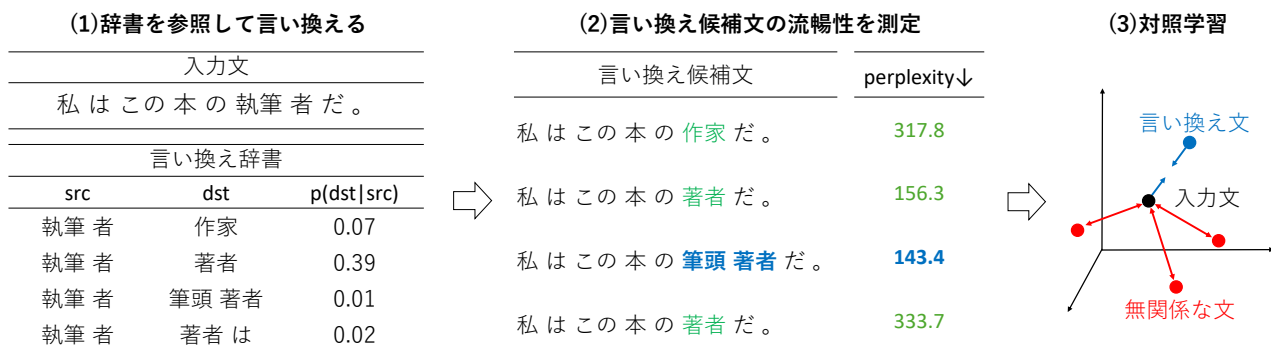 (1)辞書を参照して言い換える
入力文
私 は この 本 の 執筆 者 だ 。
言い換え辞書
src dst p(dst|src)
執筆 者 作家 0.07
執筆 者 著者 0.39
執筆 者 筆頭 著者 0.01
執筆 者 著者 は 0.02
(2)言い換え候補文の流暢性を測定
言い換え候補文 perplexity↓
私 は この 本 の 作家 だ 。 317.8
私 は この 本 の 著者 だ 。 156.3
私 は この 本 の 筆頭 著者 だ 。 143.4
私 は この 本 の 著者 だ 。 333.7
(3)対照学習
言い換え文
入力文
無関係な文